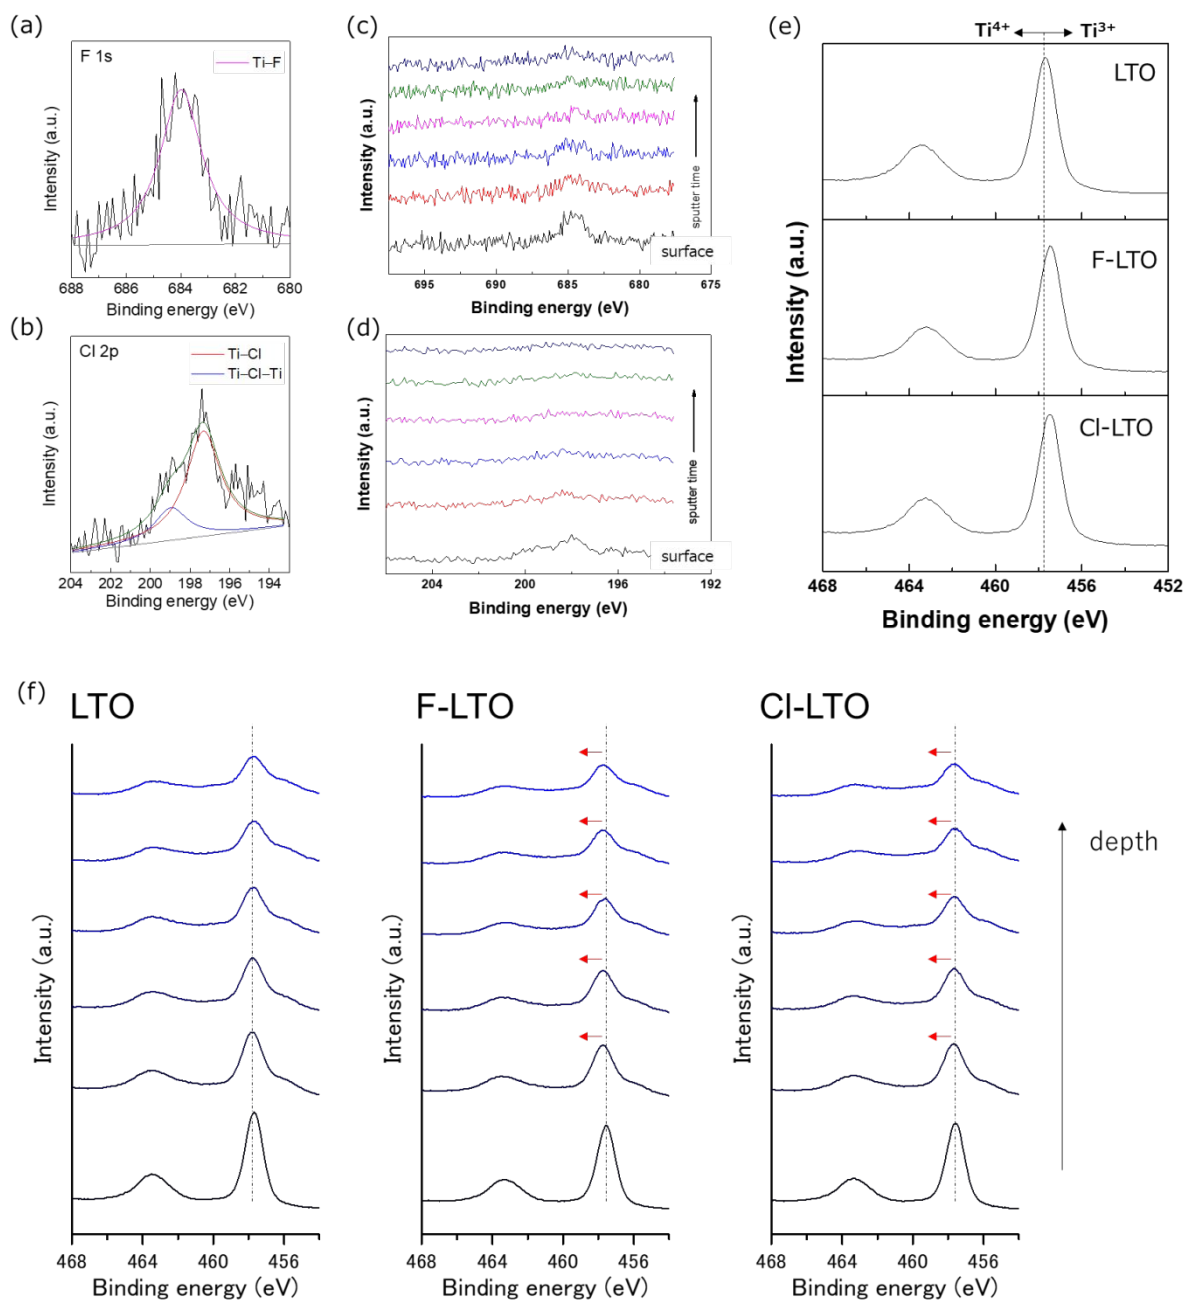 (a)
F 1s
Ti–F
Intensity (a.u.)
688 686 684 682 680
Binding energy (eV)
(b)
Cl 2p
Ti–Cl
Ti–Cl–Ti
Intensity (a.u.)
204 202 200 198 196 194
Binding energy (eV)
(c)
Intensity (a.u.)
sputter time
surface
695 690 685 680 675
Binding energy (eV)
(d)
Intensity (a.u.)
sputter time
surface
204 200 196 192
Binding energy (eV)
(e)
Ti4+ Ti3+
LTO
F-LTO
Cl-LTO
Intensity (a.u.)
468 464 460 456 452
Binding energy (eV)
(f)
LTO
Intensity (a.u.)
468 464 460 456
Binding energy (eV)
F-LTO
Intensity (a.u.)
468 464 460 456
Binding energy (eV)
Cl-LTO
Intensity (a.u.)
468 464 460 456
Binding energy (eV)
depth